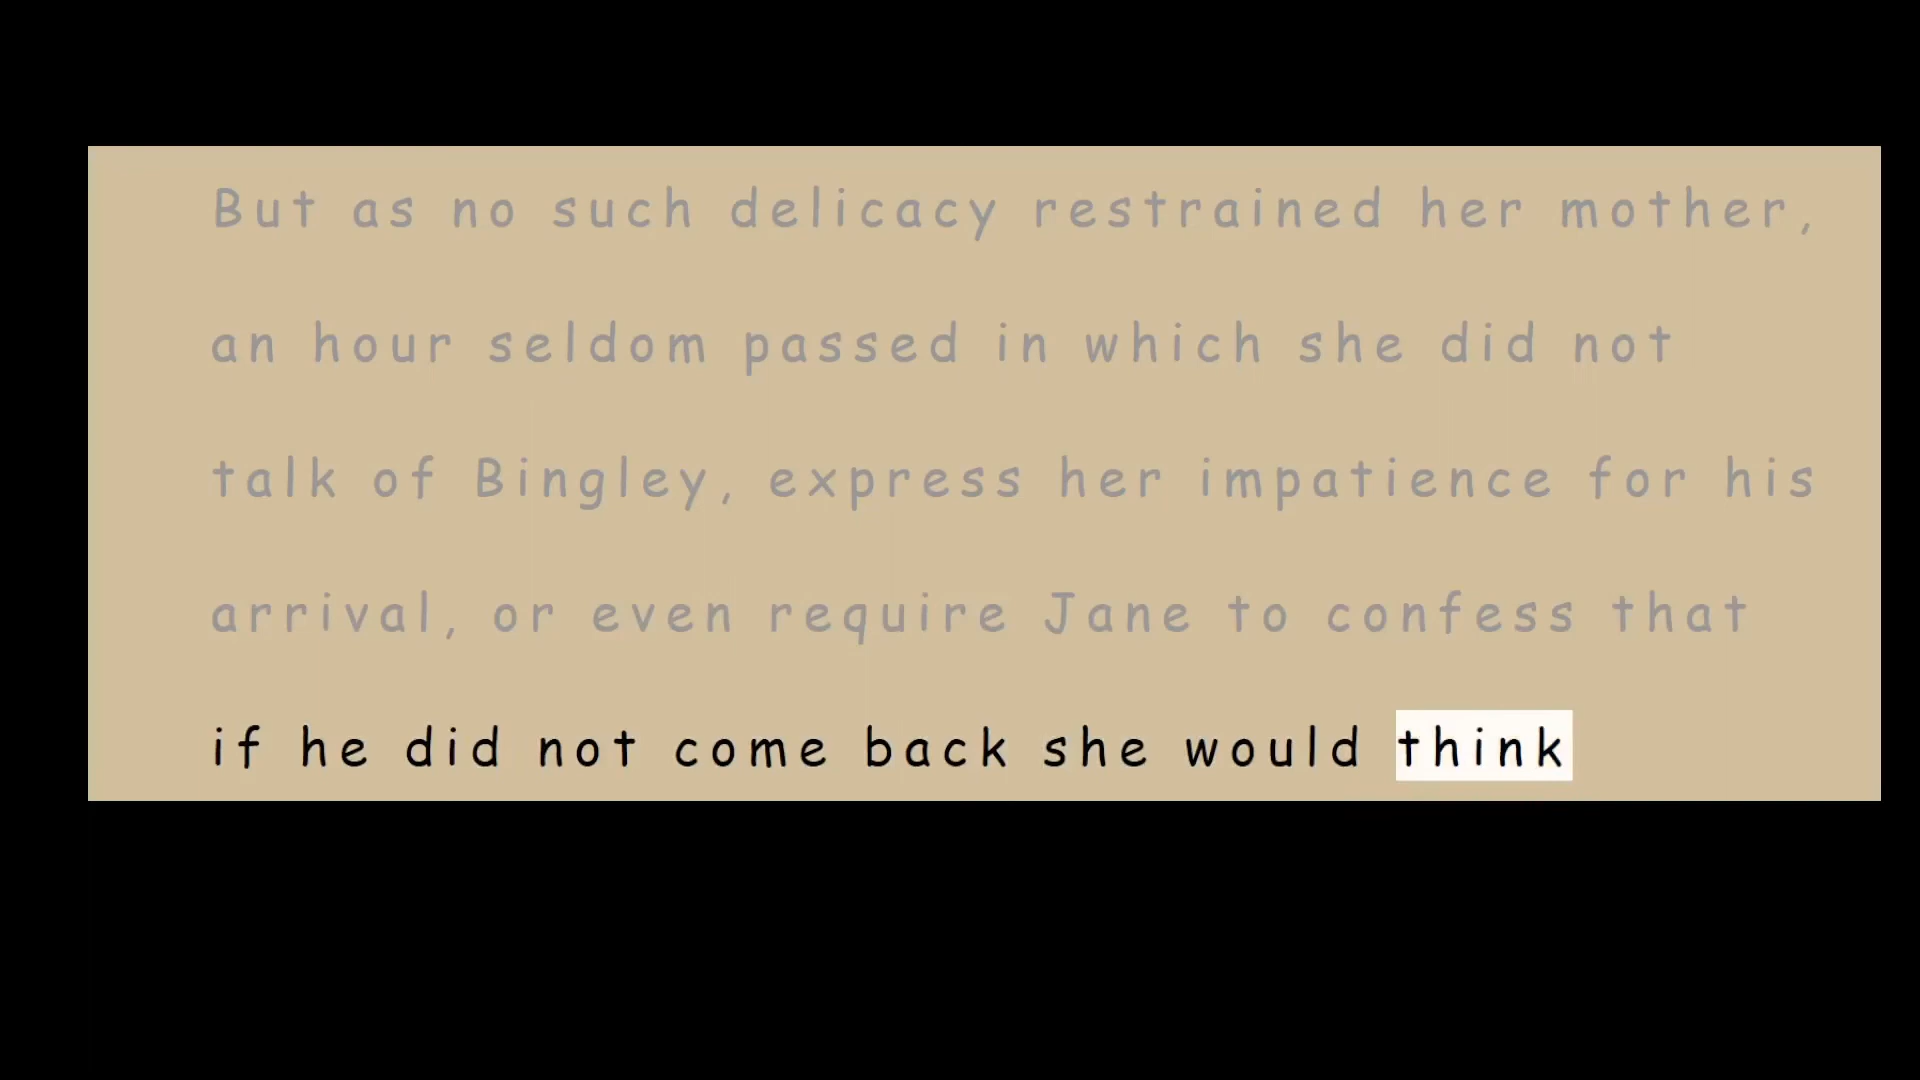 But as no such delicacy restrained her mother,
an hour seldom passed in which she did not
talk of Bingley, express her impatience for his
arrival, or even require Jane to confess that
if he did not come back she would think